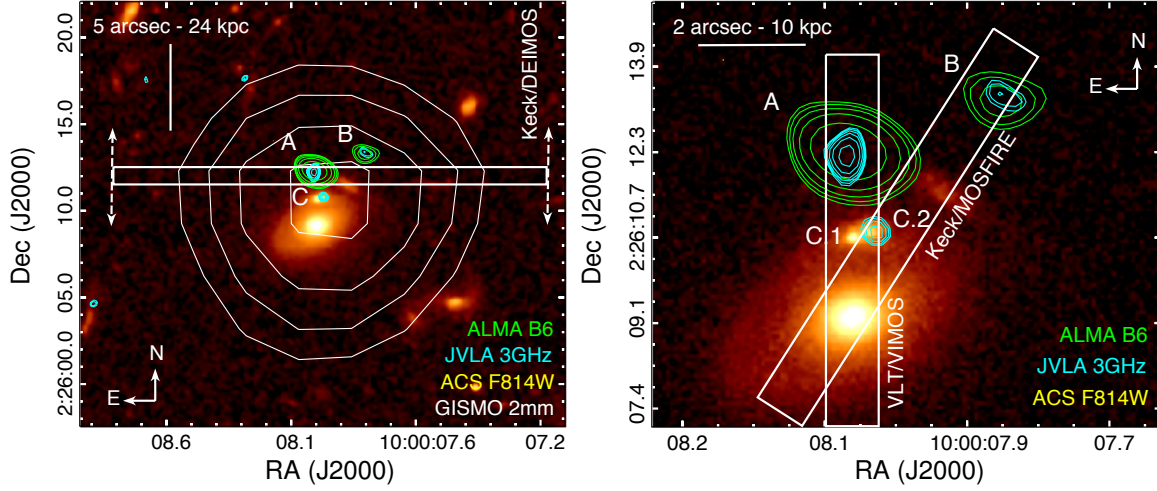 5 arcsec - 24 kpc
Keck/DEIMOS
A
B
C
N
E
ALMA B6
JVLA 3GHz
ACS F814W
GISMO 2mm
Dec (J2000)
20.0
15.0
10.0
05.0
2:26:00.0
08.6
08.1
10:00:07.6
07.2
RA (J2000)
2 arcsec - 10 kpc
N
E
A
B
C.1
C.2
Keck/MOSFIRE
VLT/VIMOS
ALMA B6
JVLA 3GHz
ACS F814W
Dec (J2000)
13.9
12.3
2:26:10.7
09.1
07.4
08.2
08.1
10:00:07.9
07.7
RA (J2000)